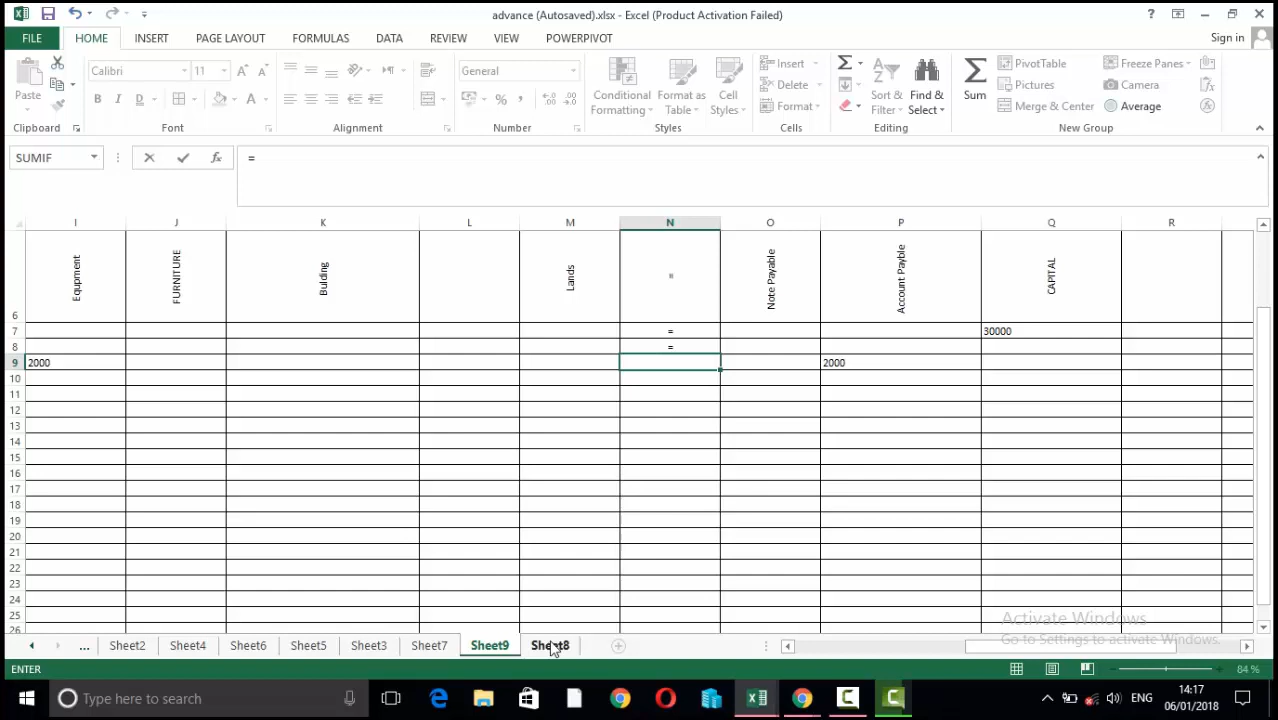 advance (Autosaved).xlsx - Excel (Product Activation Failed)
FILE HOME INSERT PAGE LAYOUT FORMULAS DATA REVIEW VIEW POWERPIVOT Sign in
Paste
Clipboard
Calibri 11
B I D A
Font
Alignment
General
%
Number
Conditional Formatting
Format as Table
Cell Styles
Styles
Insert
Delete
Format
Cells
Sort & Filter
Find & Select
Editing
Sum
PivotTable
Pictures
Merge & Center
Freeze Panes
Camera
Average
New Group
SUMIF fx =
I J K L M N O P Q R
6 Equpment FURNITURE Bulding Lands = Note Payable Account Payble CAPITAL
7 = 30000
8 =
9 2000 2000
10
11
12
13
14
15
16
17
18
19
20
21
22
23
24
25
26
Activate Windows
Go to Settings to activate Windows.
... Sheet2 Sheet4 Sheet6 Sheet5 Sheet3 Sheet7 Sheet9 Sheet8
ENTER 84 %
Type here to search
ENG
14:17
06/01/2018